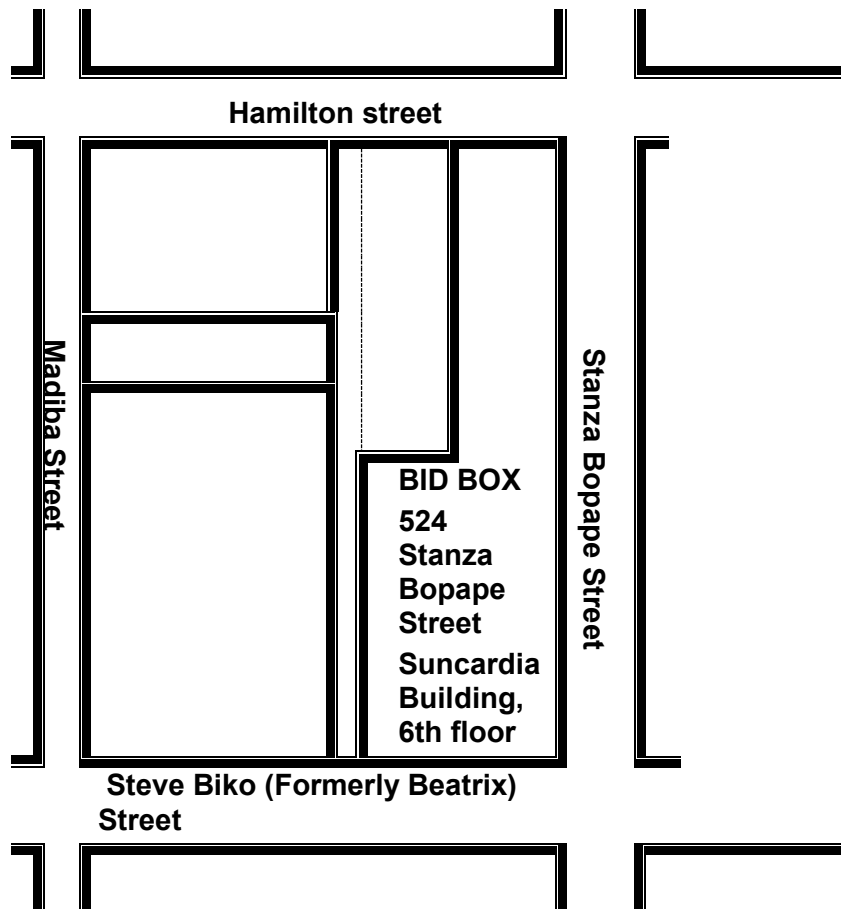 Hamilton street
Madiba Street
Stanza Bopape Street
BID BOX
524
Stanza
Bopape
Street
Suncardia
Building,
6th floor
Steve Biko (Formerly Beatrix)
Street